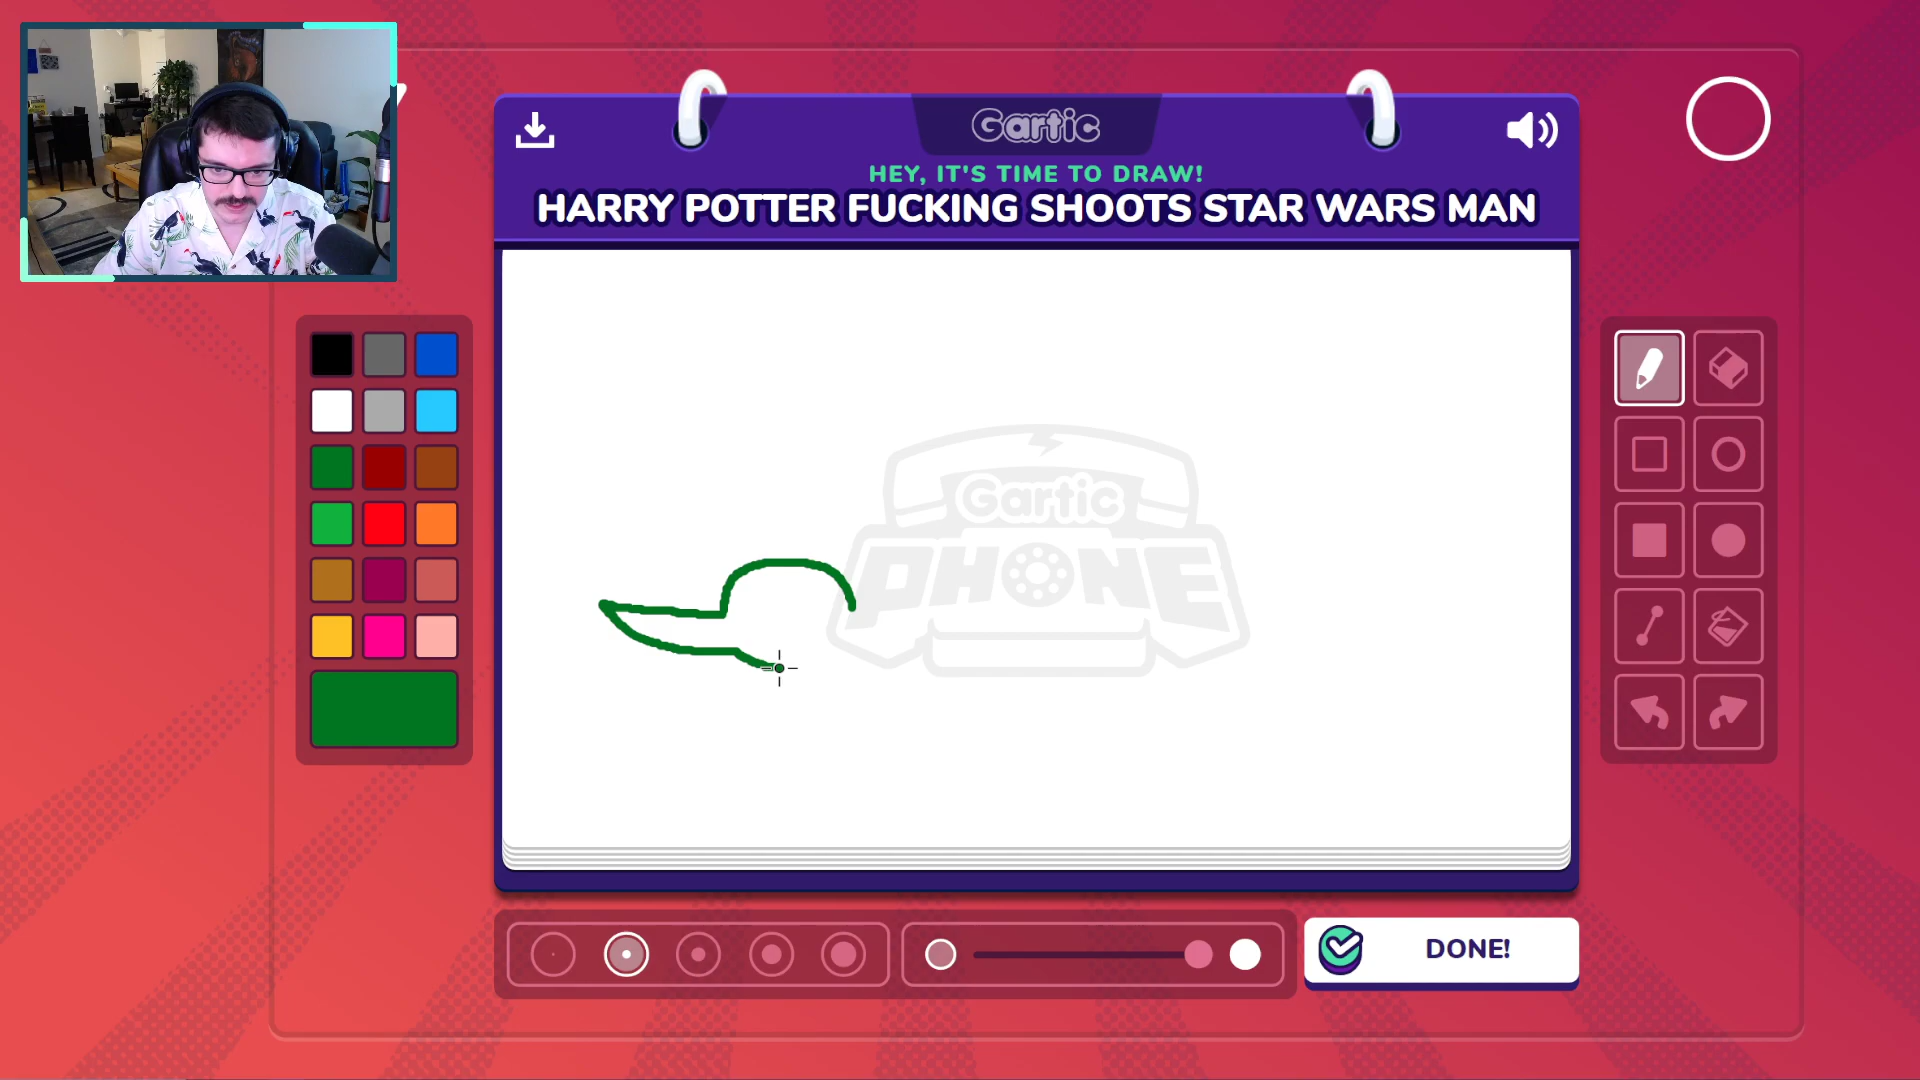 Gartic
HEY, IT'S TIME TO DRAW!
HARRY POTTER FUCKING SHOOTS STAR WARS MAN
Gartic
PHONE
DONE!